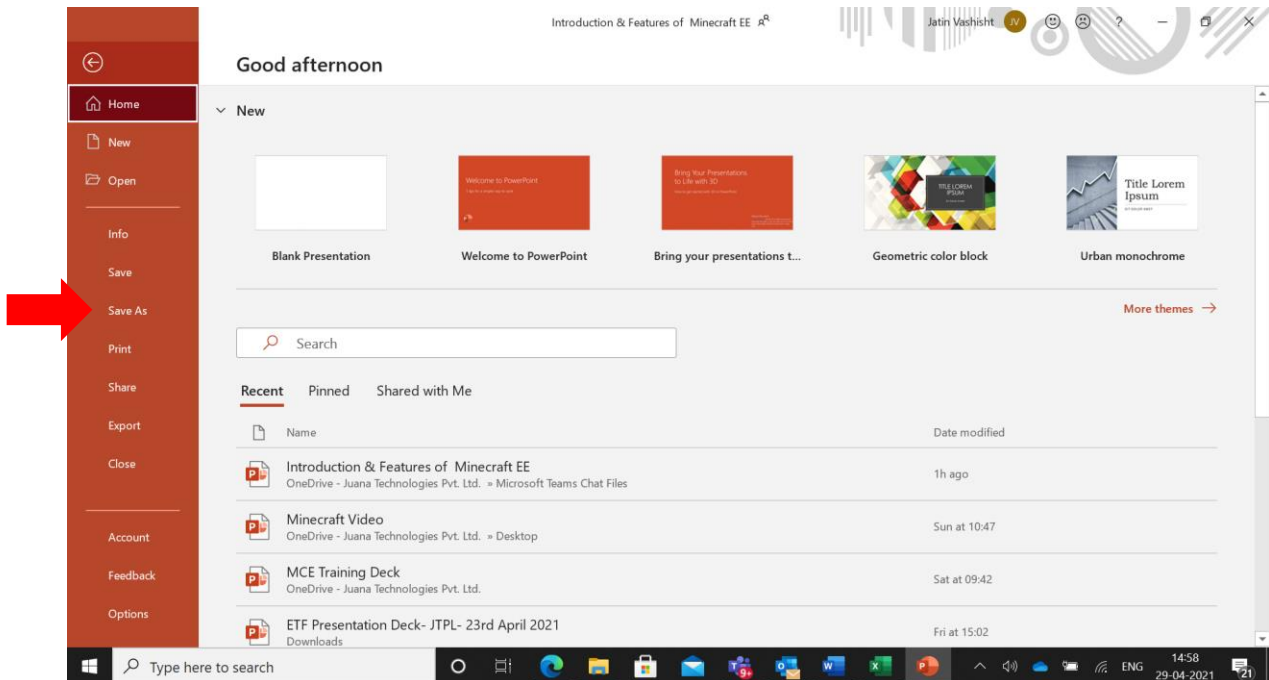 Introduction & Features of Minecraft EE
Jatin Vashisht JV ?
Good afternoon
Home
New
Open
Info
Save
Save As
Print
Share
Export
Close
Account
Feedback
Options
New
Welcome to PowerPoint
Bring Your Presentations
to Life with 3D
TITLE LOREM
IPSUM
Title Lorem
Ipsum
Blank Presentation
Welcome to PowerPoint
Bring your presentations t...
Geometric color block
Urban monochrome
More themes
Search
Recent Pinned Shared with Me
Name Date modified
Introduction & Features of Minecraft EE
OneDrive - Juana Technologies Pvt. Ltd. » Microsoft Teams Chat Files
1h ago
Minecraft Video
OneDrive - Juana Technologies Pvt. Ltd. » Desktop
Sun at 10:47
MCE Training Deck
OneDrive - Juana Technologies Pvt. Ltd.
Sat at 09:42
ETF Presentation Deck- JTPL- 23rd April 2021
Downloads
Fri at 15:02
Type here to search
ENG
14:58
29-04-2021
21